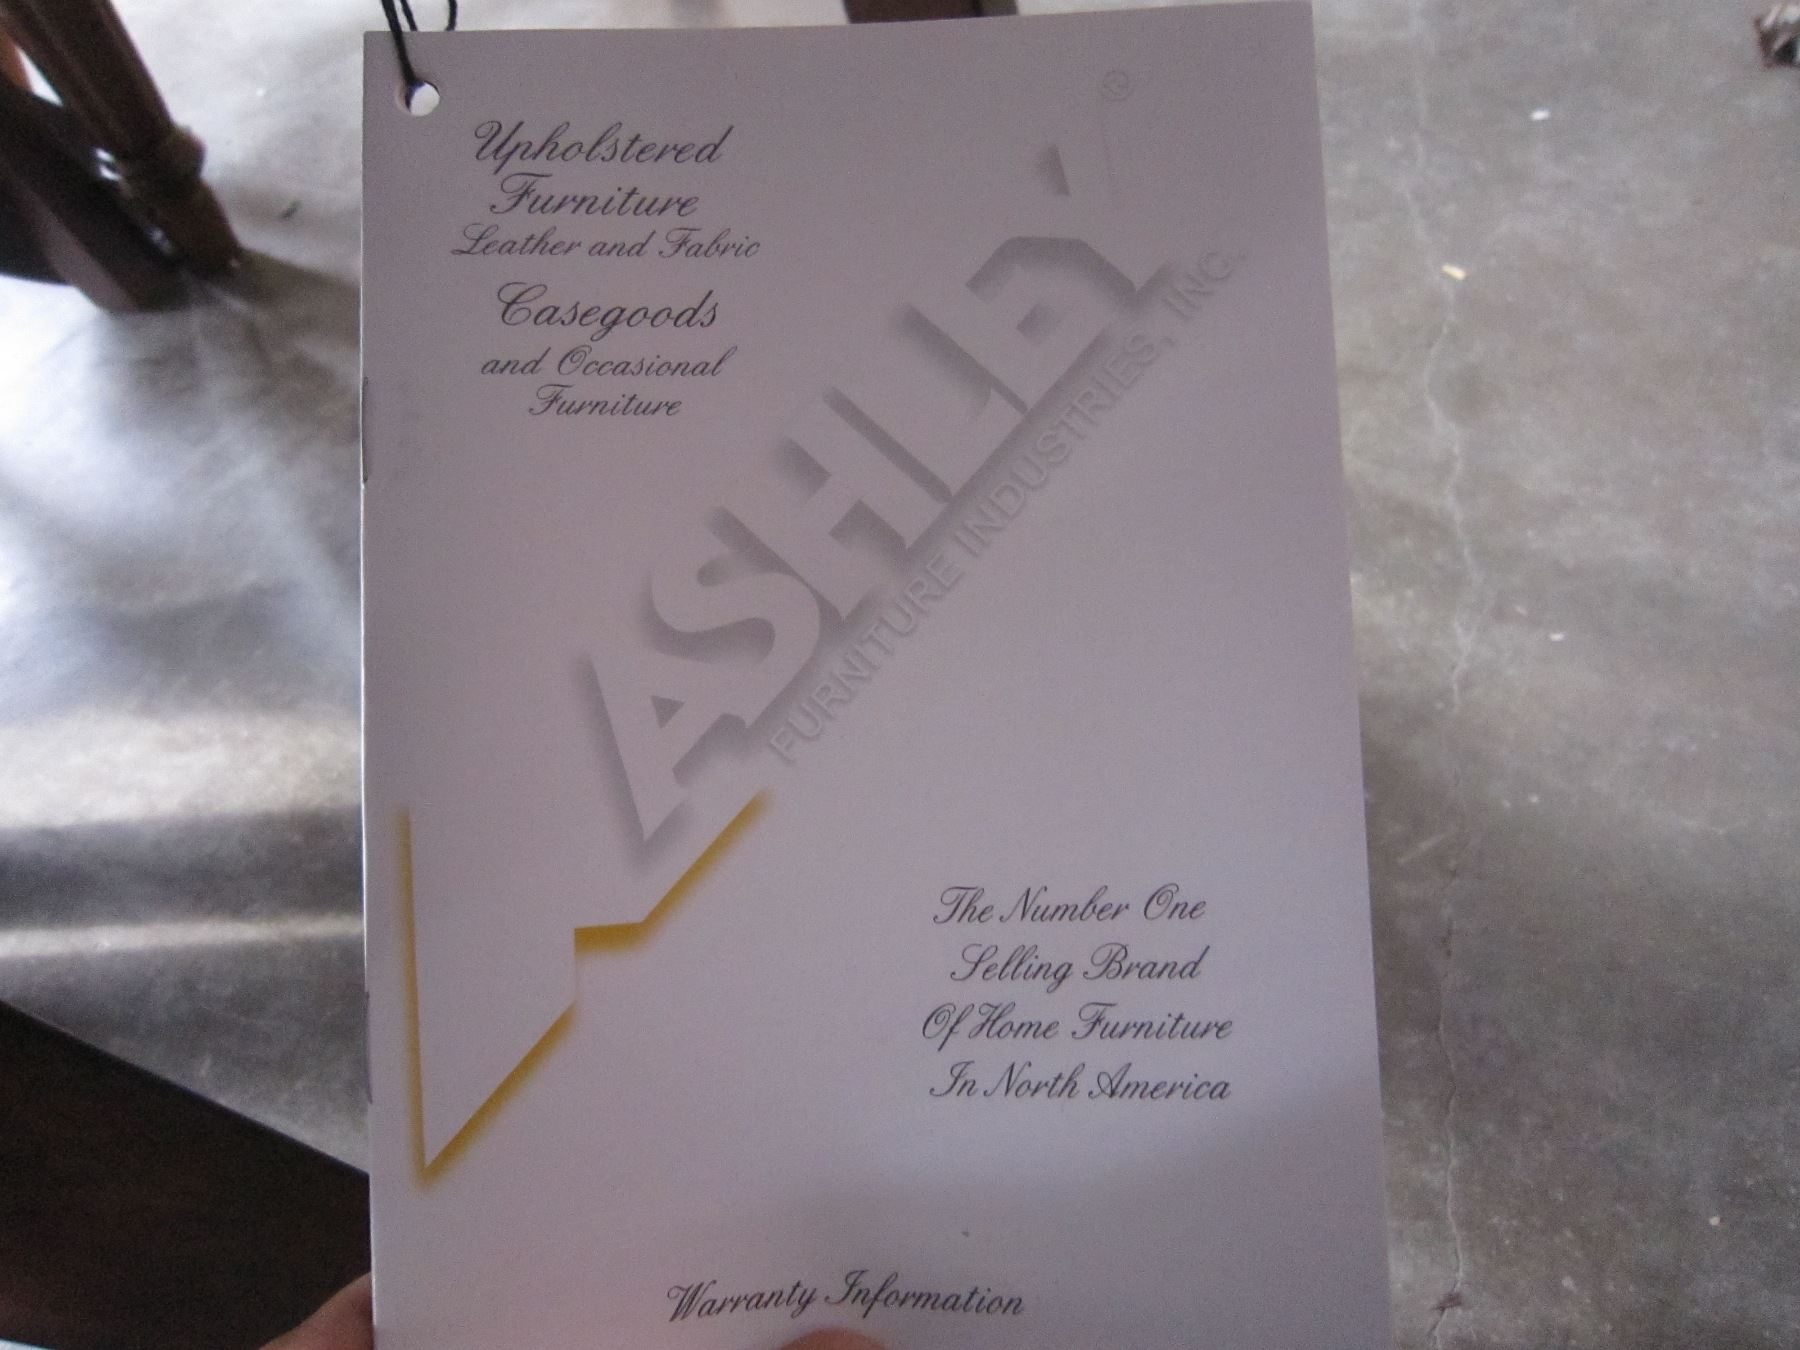 Upholstered
Furniture
Leather and Fabric
Casegoods
and Occasional
Furniture
ASHLEY®
FURNITURE INDUSTRIES, INC.
The Number One
Selling Brand
Of Home Furniture
In North America
Warranty Information